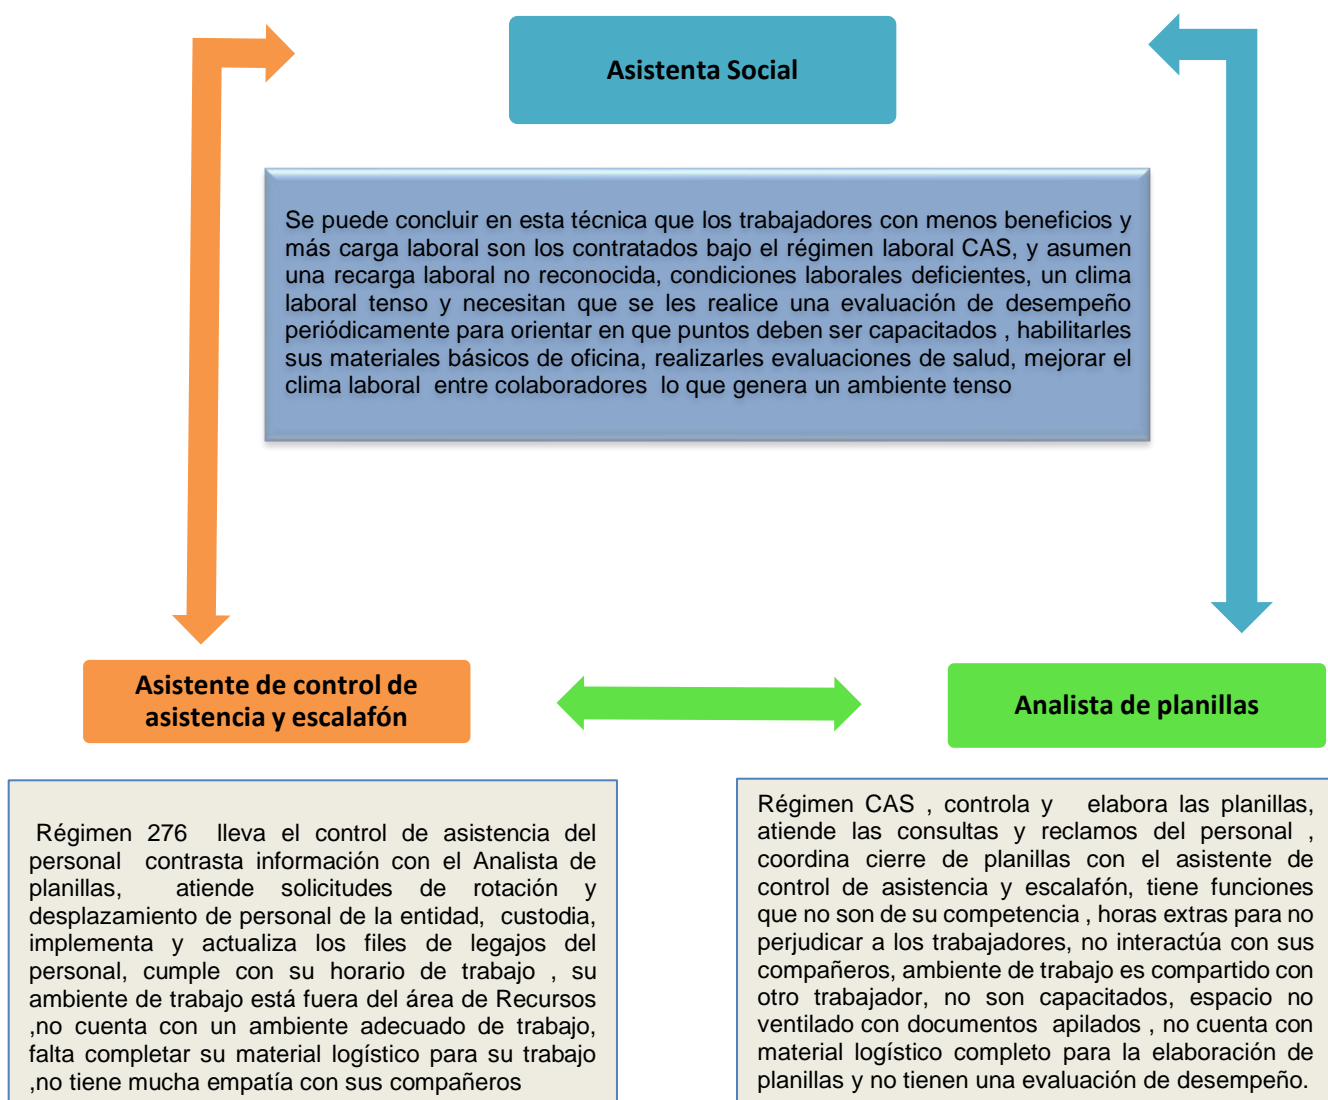 Asistenta Social
Se puede concluir en esta técnica que los trabajadores con menos beneficios y
más carga laboral son los contratados bajo el régimen laboral CAS, y asumen
una recarga laboral no reconocida, condiciones laborales deficientes, un clima
laboral tenso y necesitan que se les realice una evaluación de desempeño
periódicamente para orientar en que puntos deben ser capacitados , habilitarles
sus materiales básicos de oficina, realizarles evaluaciones de salud, mejorar el
clima laboral entre colaboradores lo que genera un ambiente tenso
Asistente de control de
asistencia y escalafón
Régimen 276 lleva el control de asistencia del
personal contrasta información con el Analista de
planillas, atiende solicitudes de rotación y
desplazamiento de personal de la entidad, custodia,
implementa y actualiza los files de legajos del
personal, cumple con su horario de trabajo , su
ambiente de trabajo está fuera del área de Recursos
,no cuenta con un ambiente adecuado de trabajo,
falta completar su material logístico para su trabajo
,no tiene mucha empatía con sus compañeros
Analista de planillas
Régimen CAS , controla y elabora las planillas,
atiende las consultas y reclamos del personal ,
coordina cierre de planillas con el asistente de
control de asistencia y escalafón, tiene funciones
que no son de su competencia , horas extras para no
perjudicar a los trabajadores, no interactúa con sus
compañeros, ambiente de trabajo es compartido con
otro trabajador, no son capacitados, espacio no
ventilado con documentos apilados , no cuenta con
material logístico completo para la elaboración de
planillas y no tienen una evaluación de desempeño.